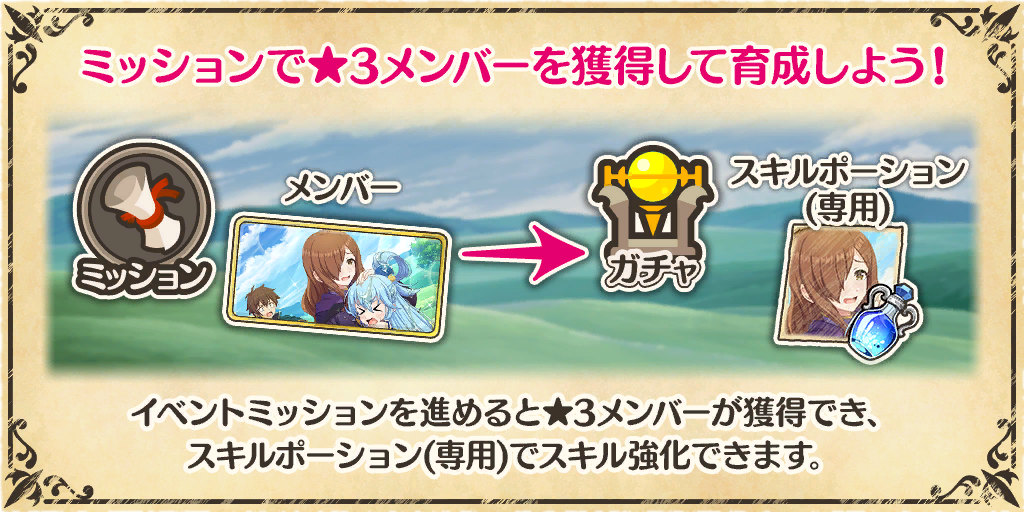 ミッションで★3メンバーを獲得して育成しよう!
ミッション
メンバー
ガチャ
スキルポーション
(専用)
イベントミッションを進めると★3メンバーが獲得でき、
スキルポーション(専用)でスキル強化できます。